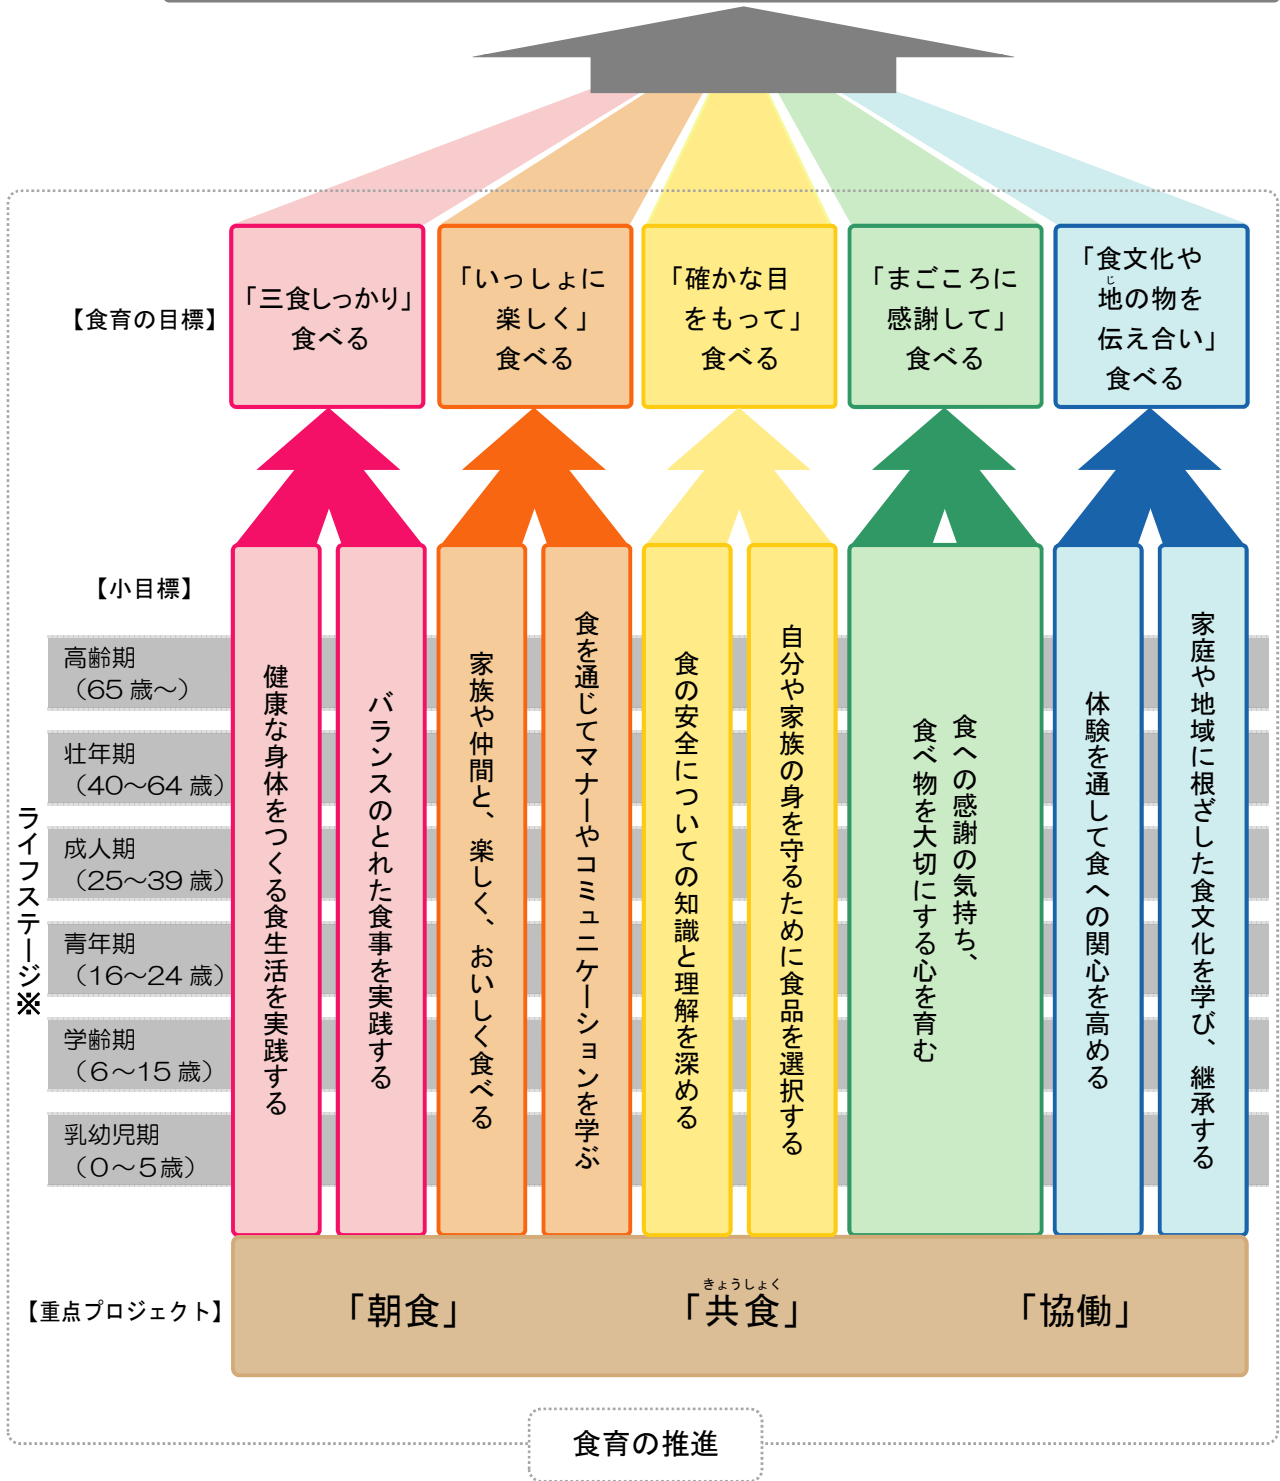 【食育の目標】
「三食しっかり」
食べる
「いっしょに
楽しく」
食べる
「確かな目
をもって」
食べる
「まごころに
感謝して」
食べる
「食文化や
じ
地の物を
伝え合い」
食べる
【小目標】
ライフステージ※
高齢期
（65歳～）
壮年期
（40～64歳）
成人期
（25～39歳）
青年期
（16～24歳）
学齢期
（6～15歳）
乳幼児期
（0～5歳）
健康な身体をつくる食生活を実践する
バランスのとれた食事を実践する
家族や仲間と、楽しく、おいしく食べる
食を通じてマナーやコミュニケーションを学ぶ
食の安全についての知識と理解を深める
自分や家族の身を守るために食品を選択する
食への感謝の気持ち、
食べ物を大切にする心を育む
体験を通して食への関心を高める
家庭や地域に根ざした食文化を学び、継承する
【重点プロジェクト】
「朝食」
きょうしょく
「共食」
「協働」
食育の推進